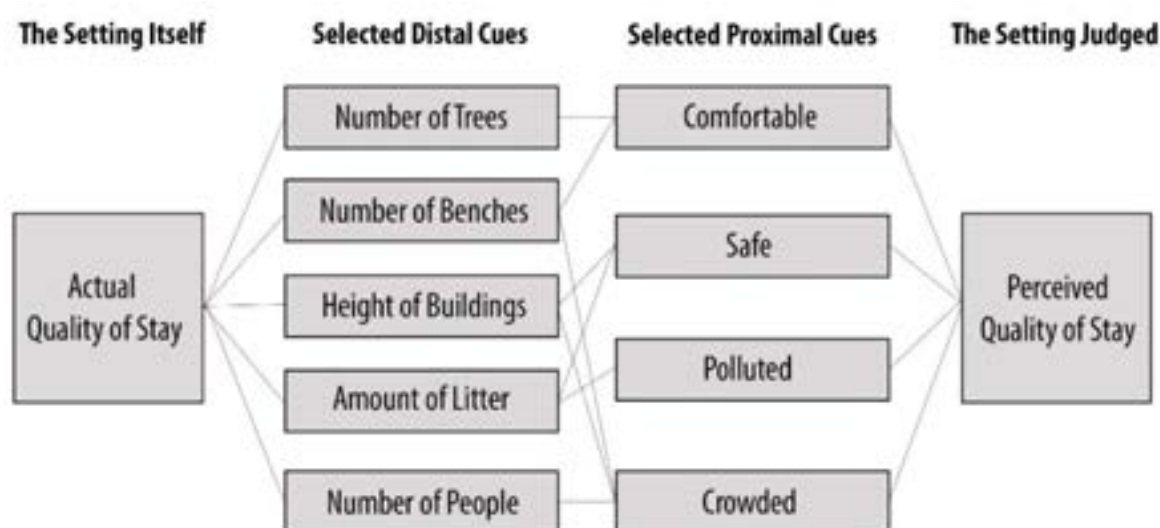 The Setting Itself
Selected Distal Cues
Selected Proximal Cues
The Setting Judged
Actual
Quality of Stay
Number of Trees
Number of Benches
Height of Buildings
Amount of Litter
Number of People
Comfortable
Safe
Polluted
Crowded
Perceived
Quality of Stay